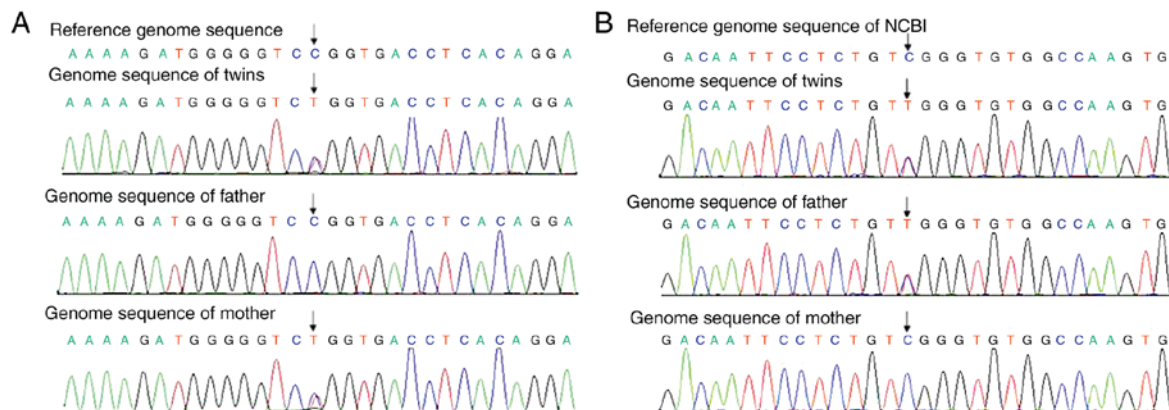 A
Reference genome sequence
A A A A G A T G G G G G T C C G G T G A C C T C A C A G G A
Genome sequence of twins
A A A A G A T G G G G G T C T G G T G A C C T C A C A G G A
Genome sequence of father
A A A A G A T G G G G G T C C G G T G A C C T C A C A G G A
Genome sequence of mother
A A A A G A T G G G G G T C T G G T G A C C T C A C A G G A
B
Reference genome sequence of NCBI
G A C A A T T C C T C T G T C G G G T G T G G C C A A G T G
Genome sequence of twins
G A C A A T T C C T C T G T T G G G T G T G G C C A A G T G
Genome sequence of father
G A C A A T T C C T C T G T T G G G T G T G G C C A A G T G
Genome sequence of mother
G A C A A T T C C T C T G T C G G G T G T G G C C A A G T G